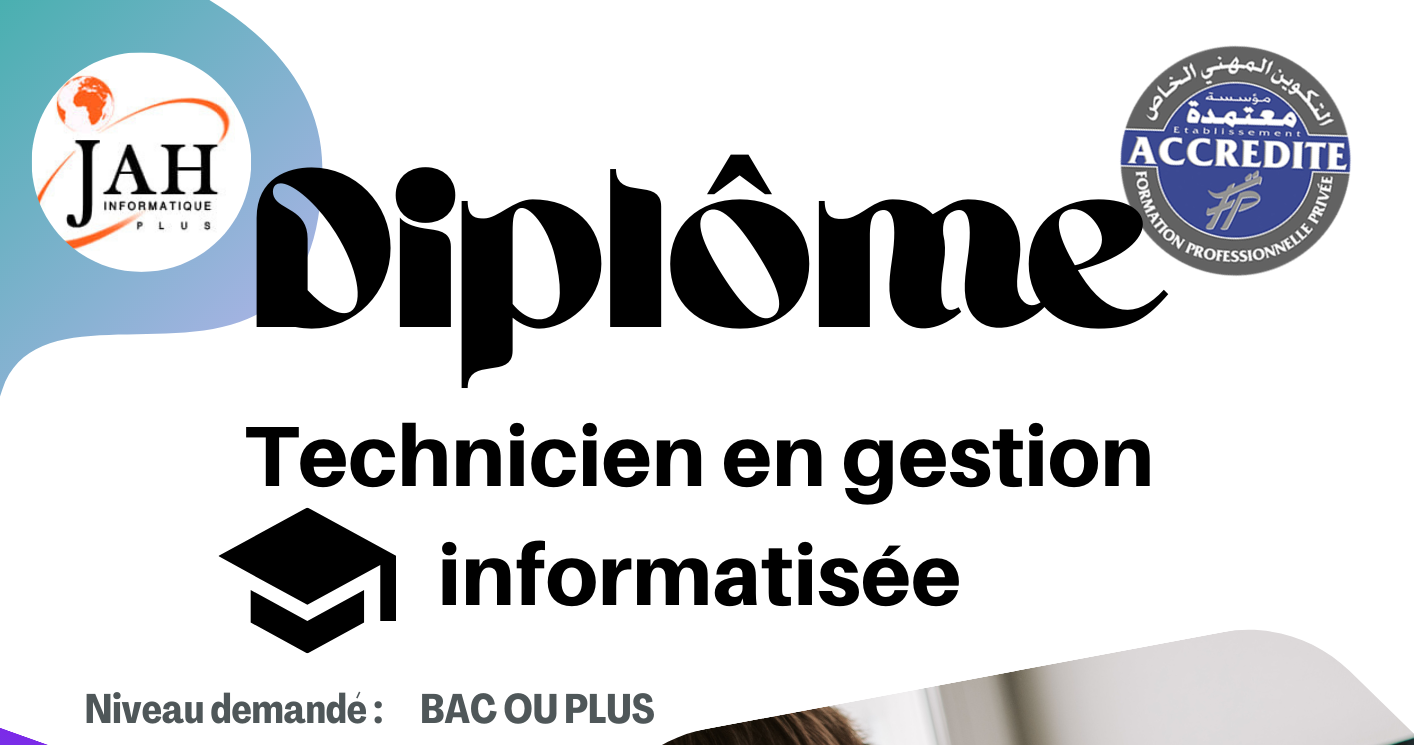 JAH
INFORMATIQUE
PLUS
التكوين المهني الخاص
مؤسسة
معتمدة
Etablissement
ACCREDITE
FP
FORMATION PROFESSIONNELLE PRIVÉE
Diplôme
Technicien en gestion
informatisée
Niveau demandé : BAC OU PLUS